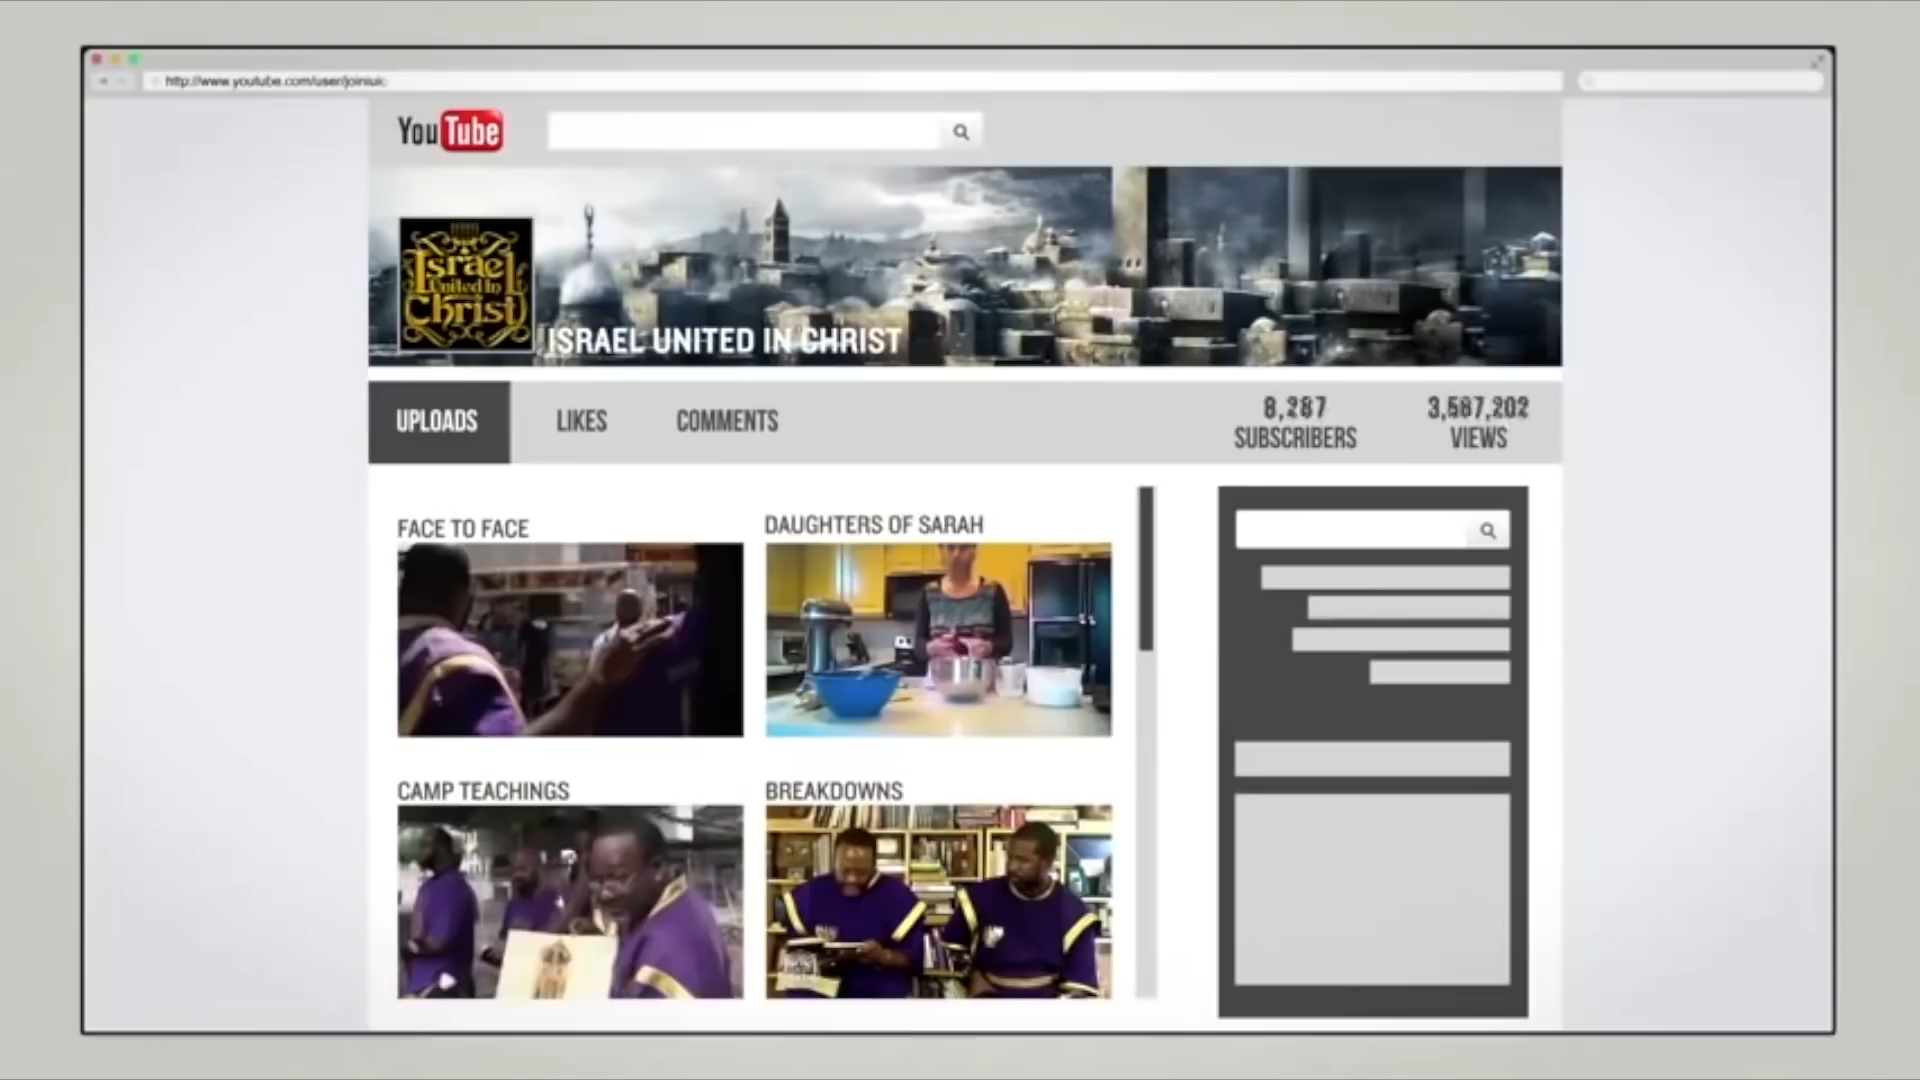 http://www.youtube.com/user/joiniuic
YouTube
Israel
United In
Christ
ISRAEL UNITED IN CHRIST
UPLOADS
LIKES
COMMENTS
8,287
SUBSCRIBERS
3,587,202
VIEWS
FACE TO FACE
DAUGHTERS OF SARAH
CAMP TEACHINGS
BREAKDOWNS